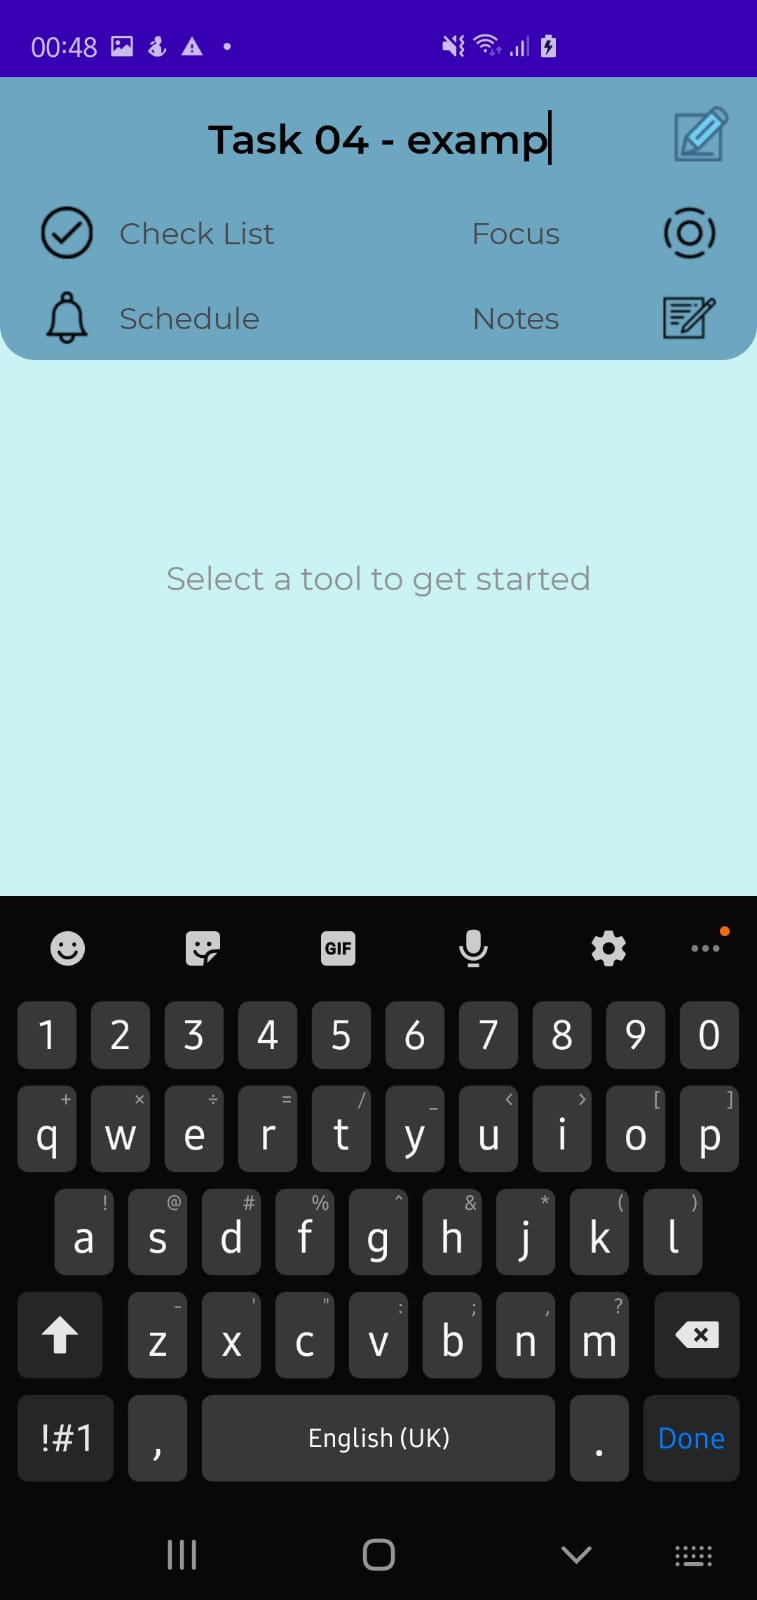 00:48
Task 04 - examp
Check List Focus
Schedule Notes
Select a tool to get started
GIF
1 2 3 4 5 6 7 8 9 0
+ × ÷ = / _ < > [ ]
q w e r t y u i o p
! @ # % ^ & * ( )
a s d f g h j k l
- ' " : ; , ?
z x c v b n m
!#1 , English (UK) . Done